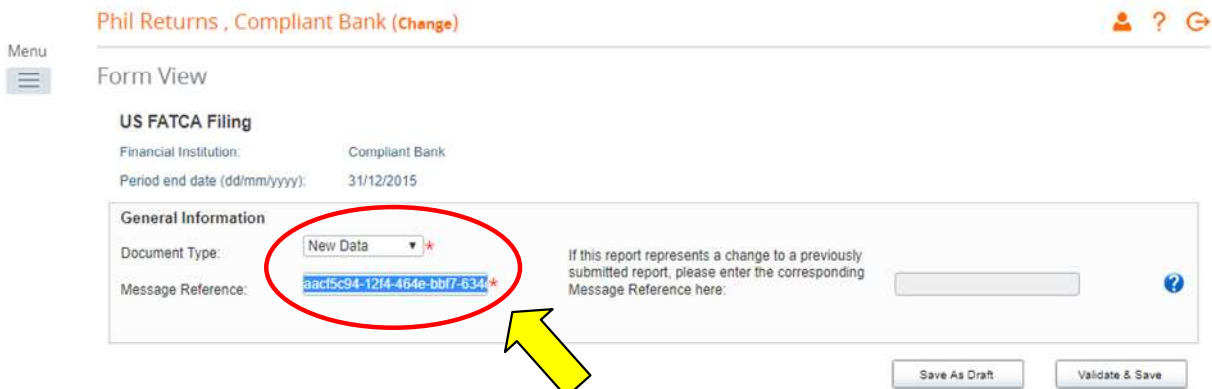 Phil Returns , Compliant Bank (Change)
?
Menu
Form View
US FATCA Filing
Financial Institution: Compliant Bank
Period end date (dd/mm/yyyy): 31/12/2015
General Information
Document Type: New Data *
If this report represents a change to a previously
submitted report, please enter the corresponding
Message Reference here:
Message Reference: aacf5c94-12f4-464e-bbf7-634 *
?
Save As Draft Validate & Save